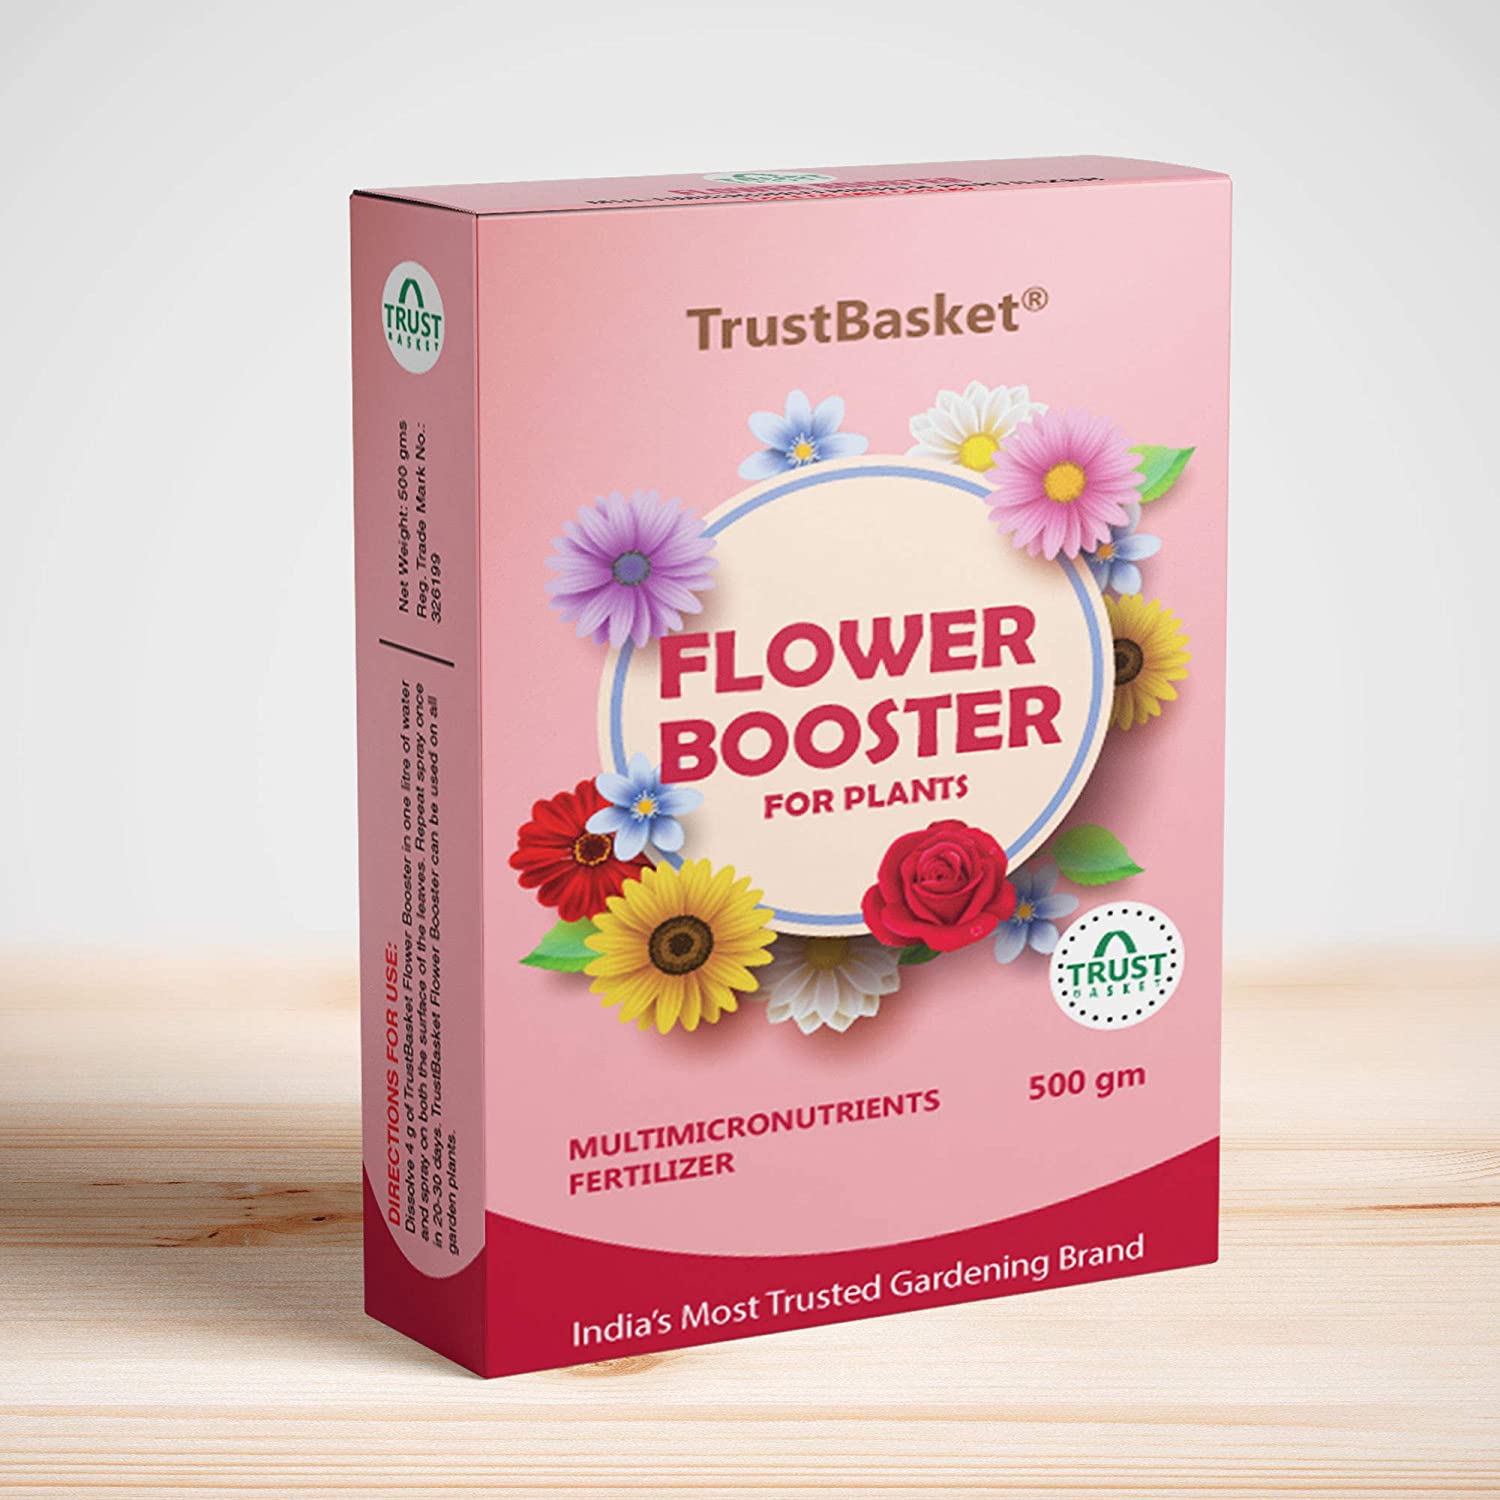 FLOWER BOOSTER
TRUST
BASKET
Net Weight: 500 gms
Reg. Trade Mark No.:
326199
DIRECTIONS FOR USE:
Dissolve 4 g of TrustBasket Flower Booster in one litre of water
and spray on both the surface of the leaves. Repeat spray once
in 20-30 days. TrustBasket Flower Booster can be used on all
garden plants.
TrustBasket®
FLOWER
BOOSTER
FOR PLANTS
TRUST
BASKET
MULTIMICRONUTRIENTS
FERTILIZER
500 gm
India's Most Trusted Gardening Brand